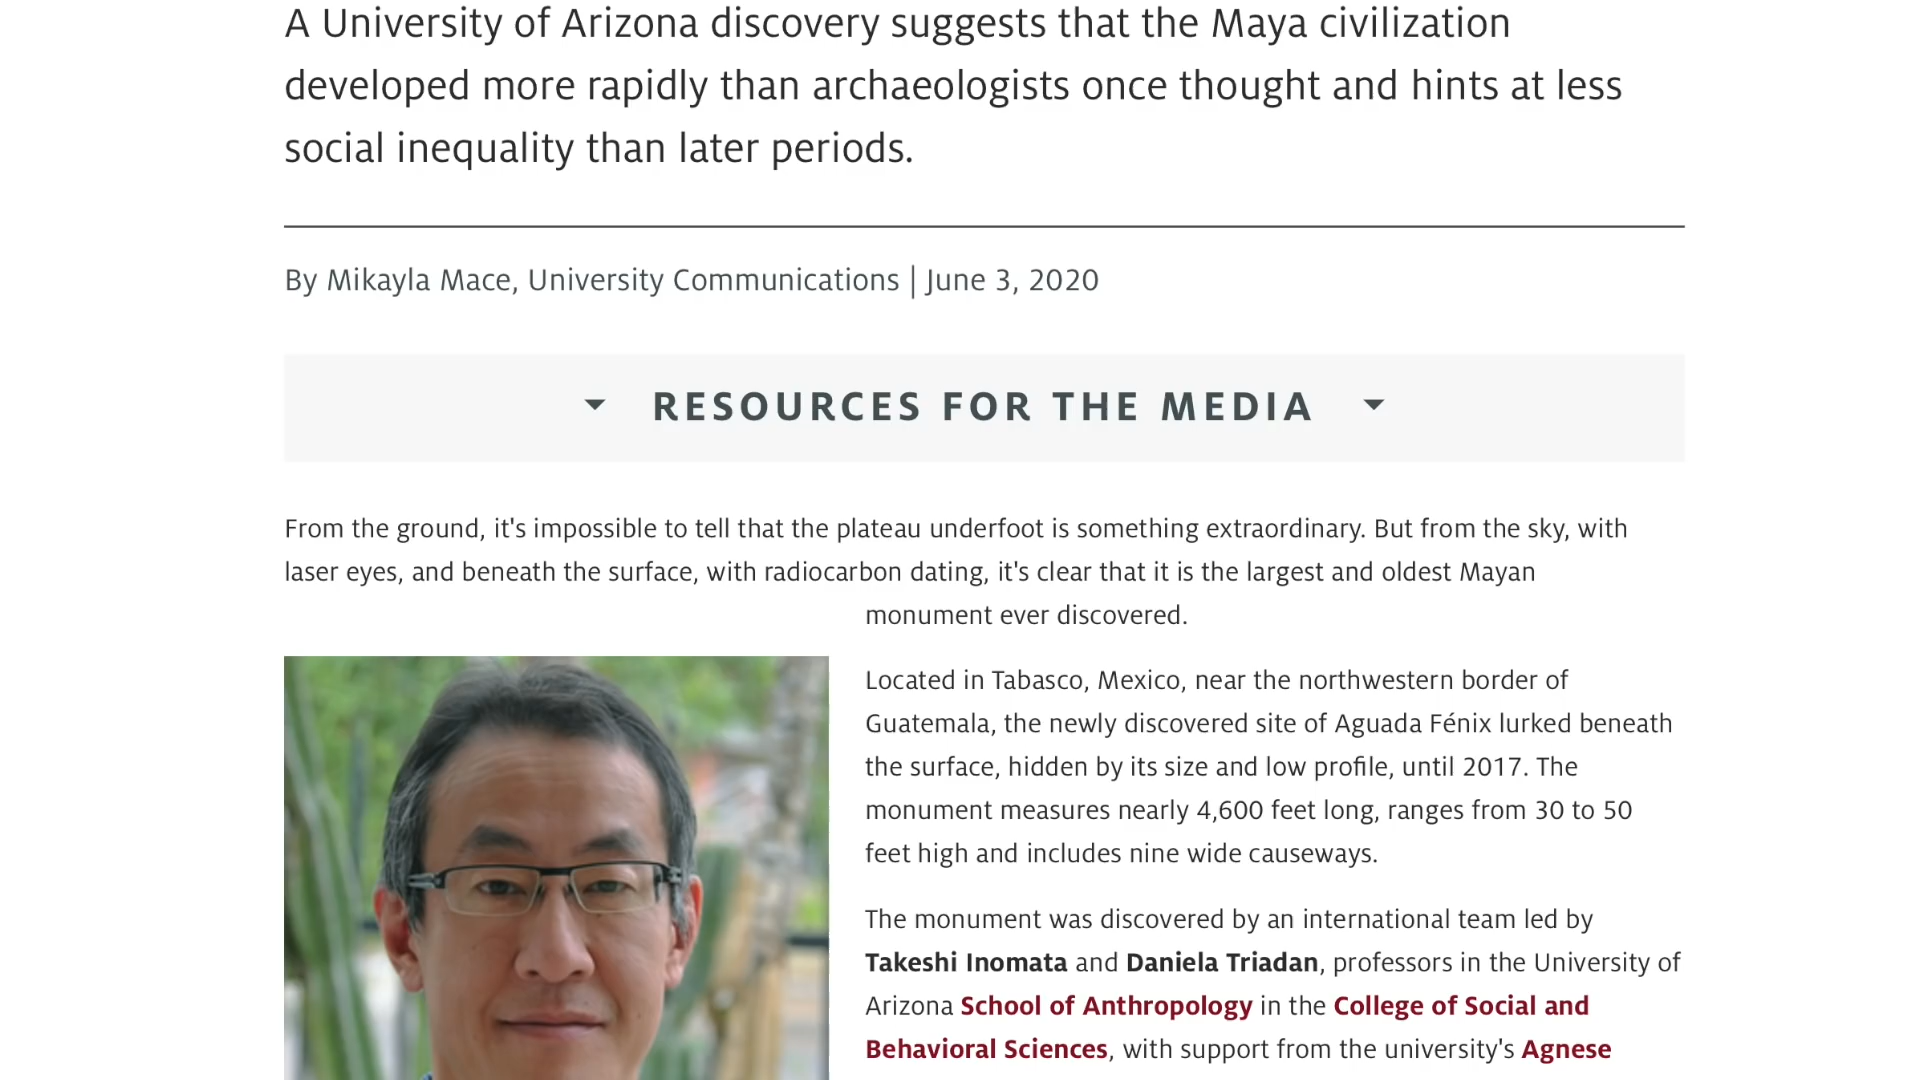 A University of Arizona discovery suggests that the Maya civilization
developed more rapidly than archaeologists once thought and hints at less
social inequality than later periods.
By Mikayla Mace, University Communications | June 3, 2020
RESOURCES FOR THE MEDIA
From the ground, it's impossible to tell that the plateau underfoot is something extraordinary. But from the sky, with
laser eyes, and beneath the surface, with radiocarbon dating, it's clear that it is the largest and oldest Mayan
monument ever discovered.
Located in Tabasco, Mexico, near the northwestern border of
Guatemala, the newly discovered site of Aguada Fénix lurked beneath
the surface, hidden by its size and low profile, until 2017. The
monument measures nearly 4,600 feet long, ranges from 30 to 50
feet high and includes nine wide causeways.
The monument was discovered by an international team led by
Takeshi Inomata and Daniela Triadan, professors in the University of
Arizona School of Anthropology in the College of Social and
Behavioral Sciences, with support from the university's Agnese